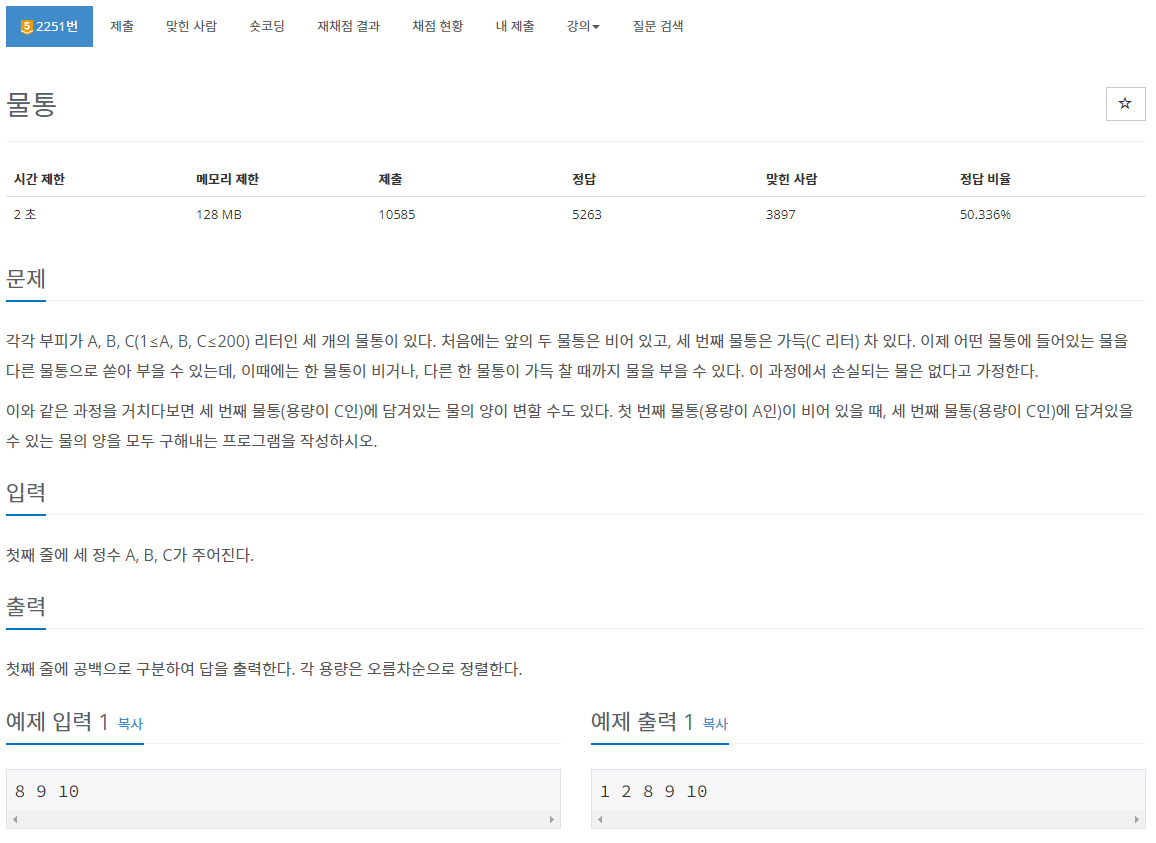 5 2251번 제출 맞힌 사람 숏코딩 재채점 결과 채점 현황 내 제출 강의 질문 검색
물통
시간 제한 메모리 제한 제출 정답 맞힌 사람 정답 비율
2 초 128 MB 10585 5263 3897 50.336%
문제
각각 부피가 A, B, C(1≤A, B, C≤200) 리터인 세 개의 물통이 있다. 처음에는 앞의 두 물통은 비어 있고, 세 번째 물통은 가득(C 리터) 차 있다. 이제 어떤 물통에 들어있는 물을
다른 물통으로 쏟아 부을 수 있는데, 이때에는 한 물통이 비거나, 다른 한 물통이 가득 찰 때까지 물을 부을 수 있다. 이 과정에서 손실되는 물은 없다고 가정한다.
이와 같은 과정을 거치다보면 세 번째 물통(용량이 C인)에 담겨있는 물의 양이 변할 수도 있다. 첫 번째 물통(용량이 A인)이 비어 있을 때, 세 번째 물통(용량이 C인)에 담겨있을
수 있는 물의 양을 모두 구해내는 프로그램을 작성하시오.
입력
첫째 줄에 세 정수 A, B, C가 주어진다.
출력
첫째 줄에 공백으로 구분하여 답을 출력한다. 각 용량은 오름차순으로 정렬한다.
예제 입력 1 복사
8 9 10
예제 출력 1 복사
1 2 8 9 10